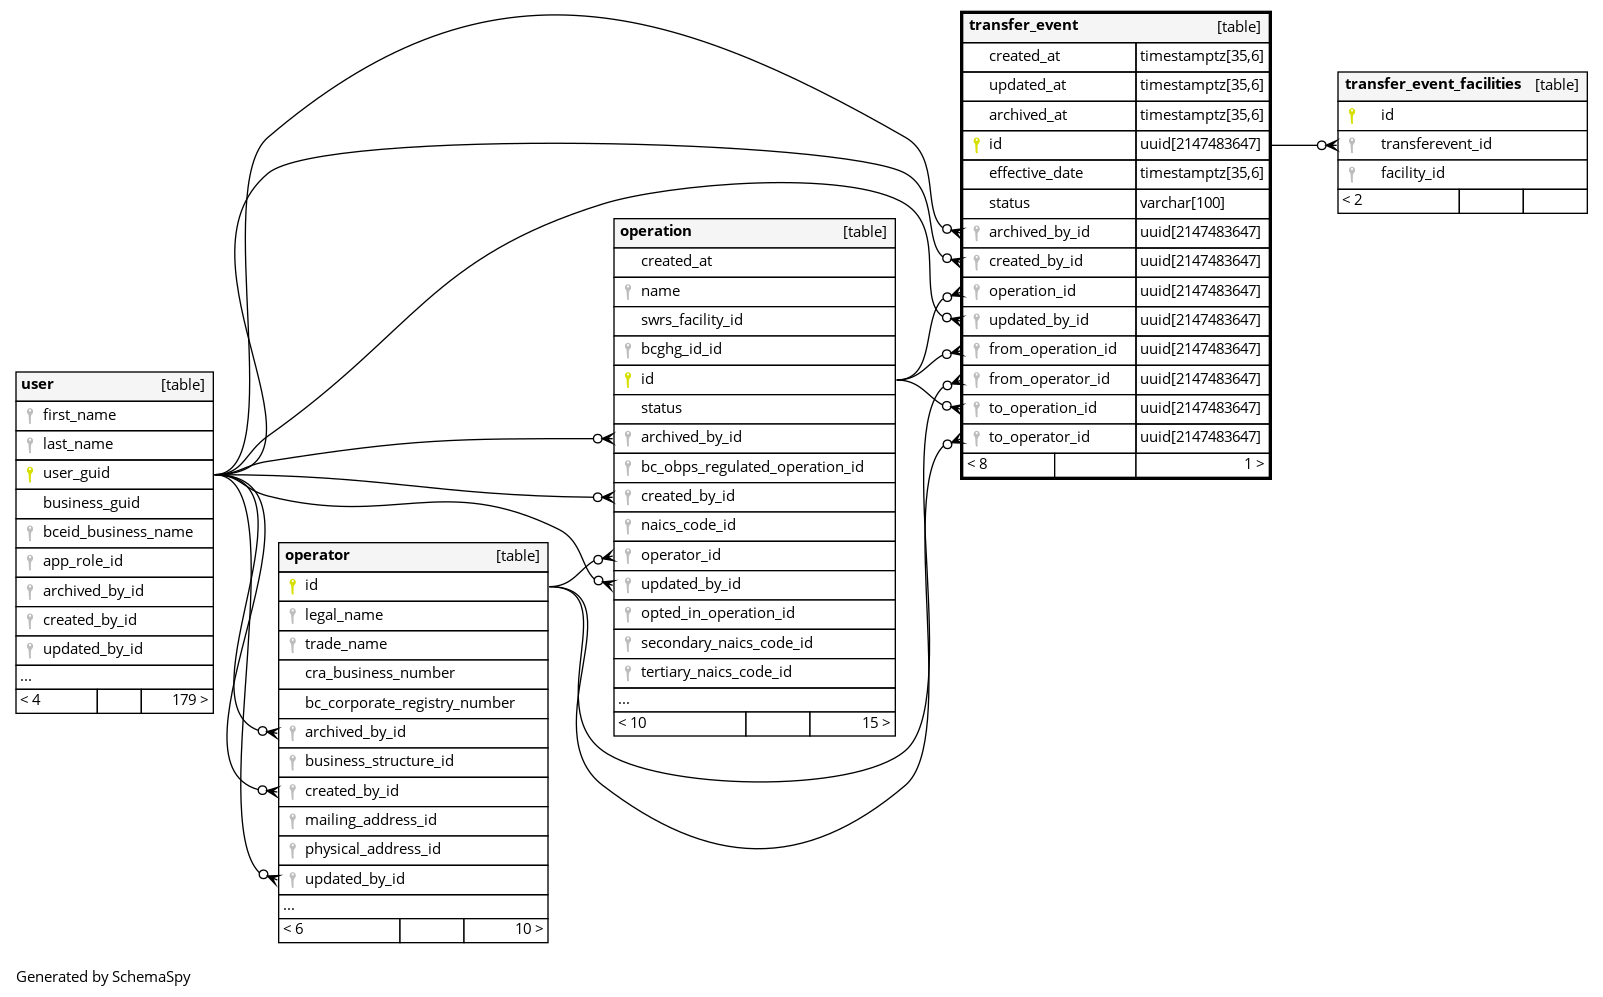 transfer_event [table]
created_at timestamptz[35,6]
updated_at timestamptz[35,6]
archived_at timestamptz[35,6]
id uuid[2147483647]
effective_date timestamptz[35,6]
status varchar[100]
archived_by_id uuid[2147483647]
created_by_id uuid[2147483647]
operation_id uuid[2147483647]
updated_by_id uuid[2147483647]
from_operation_id uuid[2147483647]
from_operator_id uuid[2147483647]
to_operation_id uuid[2147483647]
to_operator_id uuid[2147483647]
< 8 1 >
transfer_event_facilities [table]
id
transferevent_id
facility_id
< 2
operation [table]
created_at
name
swrs_facility_id
bcghg_id_id
id
status
archived_by_id
bc_obps_regulated_operation_id
created_by_id
naics_code_id
operator_id
updated_by_id
opted_in_operation_id
secondary_naics_code_id
tertiary_naics_code_id
...
< 10 15 >
user [table]
first_name
last_name
user_guid
business_guid
bceid_business_name
app_role_id
archived_by_id
created_by_id
updated_by_id
...
< 4 179 >
operator [table]
id
legal_name
trade_name
cra_business_number
bc_corporate_registry_number
archived_by_id
business_structure_id
created_by_id
mailing_address_id
physical_address_id
updated_by_id
...
< 6 10 >
Generated by SchemaSpy